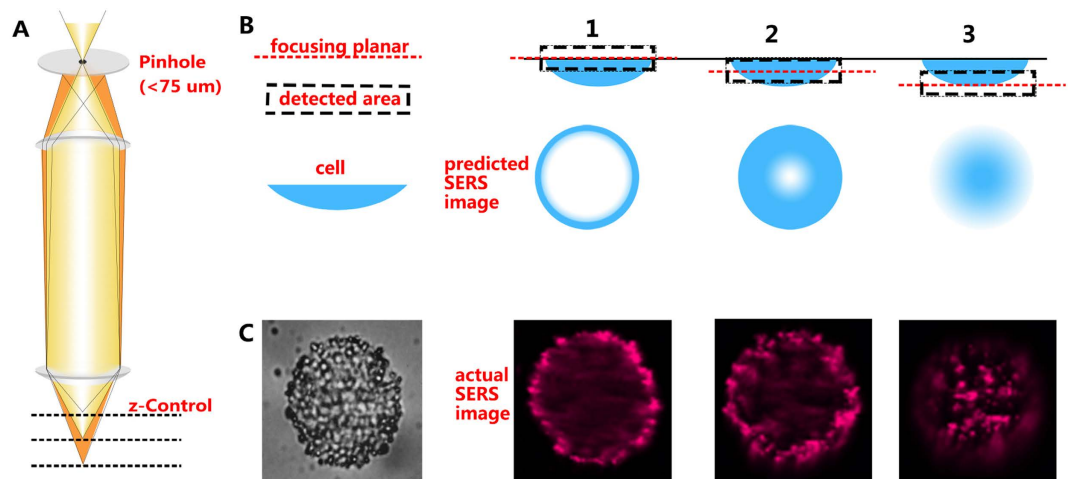 A
Pinhole
(<75 um)
z-Control
B
focusing planar
detected area
cell
1
2
3
predicted
SERS
image
C
actual
SERS
image